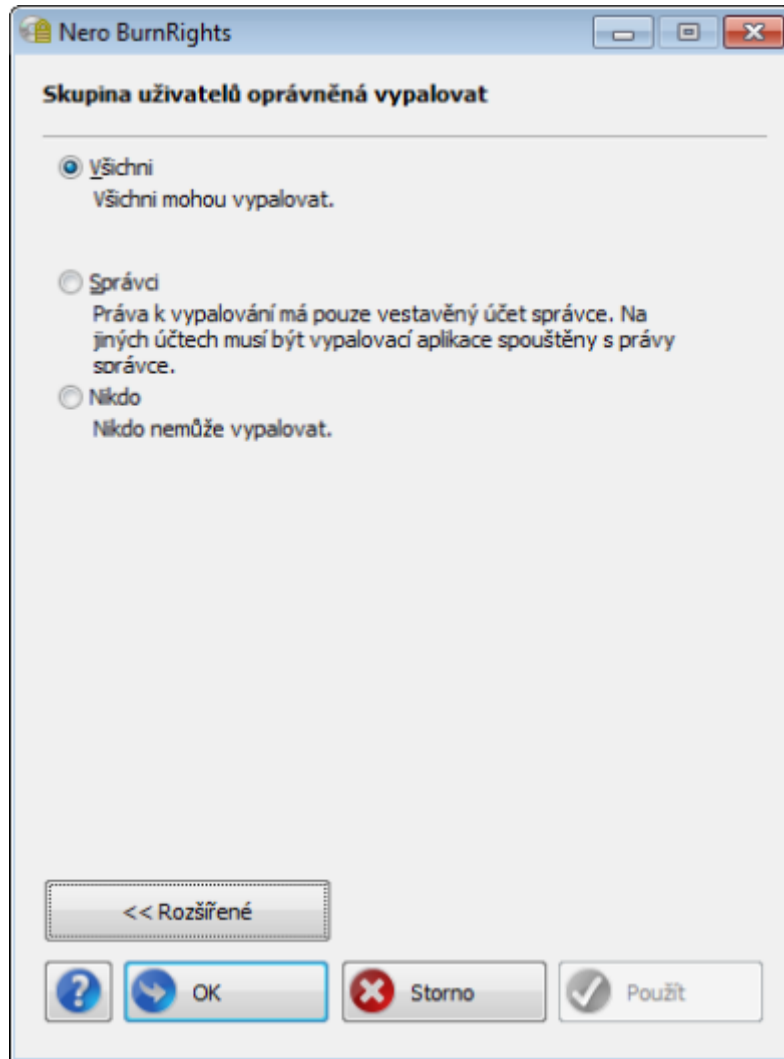 Nero BurnRights
Skupina uživatelů oprávněná vypalovat
Všichni
Všichni mohou vypalovat.
Správci
Práva k vypalování má pouze vestavěný účet správce. Na
jiných účtech musí být vypalovací aplikace spouštěny s právy
správce.
Nikdo
Nikdo nemůže vypalovat.
<< Rozšířené
? OK Storno Použít